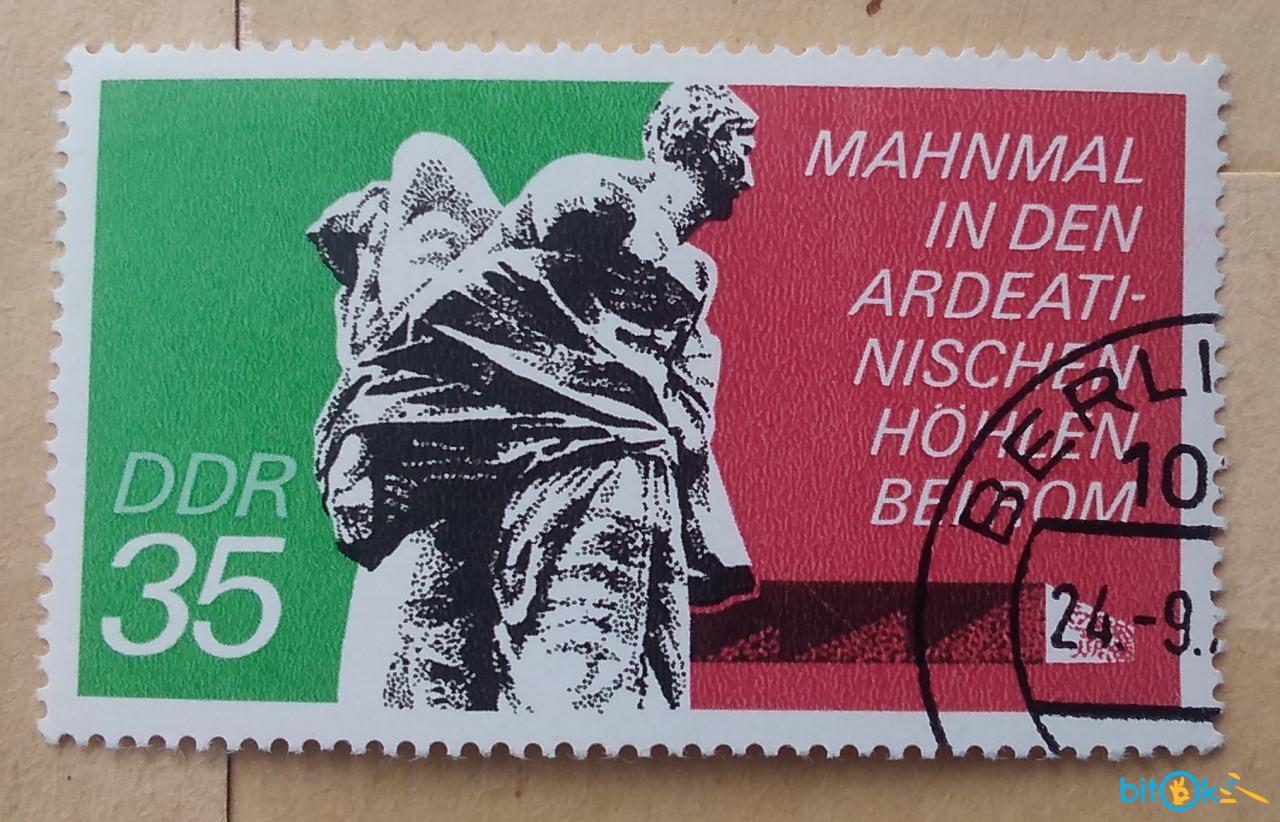 MAHNMAL
IN DEN
ARDEATI-
NISCHEN
HÖHLEN
BEI ROM
DDR
35
BERLI
10
24-9.
bitOk